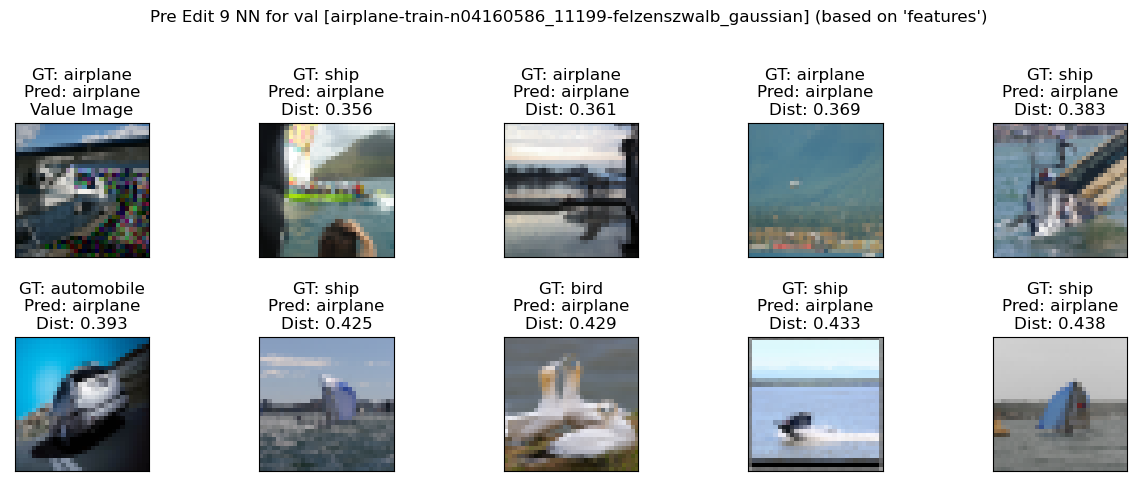 Pre Edit 9 NN for val [airplane-train-n04160586_11199-felzenszwalb_gaussian] (based on 'features')
GT: airplane
Pred: airplane
Value Image
GT: ship
Pred: airplane
Dist: 0.356
GT: airplane
Pred: airplane
Dist: 0.361
GT: airplane
Pred: airplane
Dist: 0.369
GT: ship
Pred: airplane
Dist: 0.383
GT: automobile
Pred: airplane
Dist: 0.393
GT: ship
Pred: airplane
Dist: 0.425
GT: bird
Pred: airplane
Dist: 0.429
GT: ship
Pred: airplane
Dist: 0.433
GT: ship
Pred: airplane
Dist: 0.438